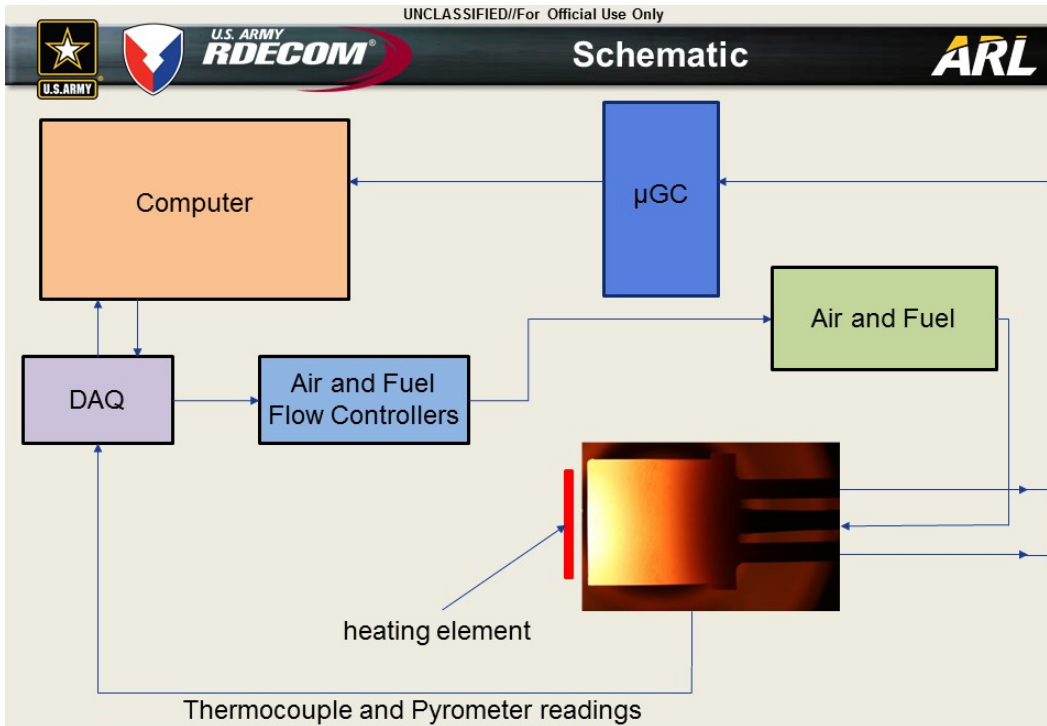 UNCLASSIFIED//For Official Use Only
U.S. ARMY
RDECOM®
Schematic
ARL
U.S.ARMY
Computer
µGC
Air and Fuel
DAQ
Air and Fuel
Flow Controllers
heating element
Thermocouple and Pyrometer readings